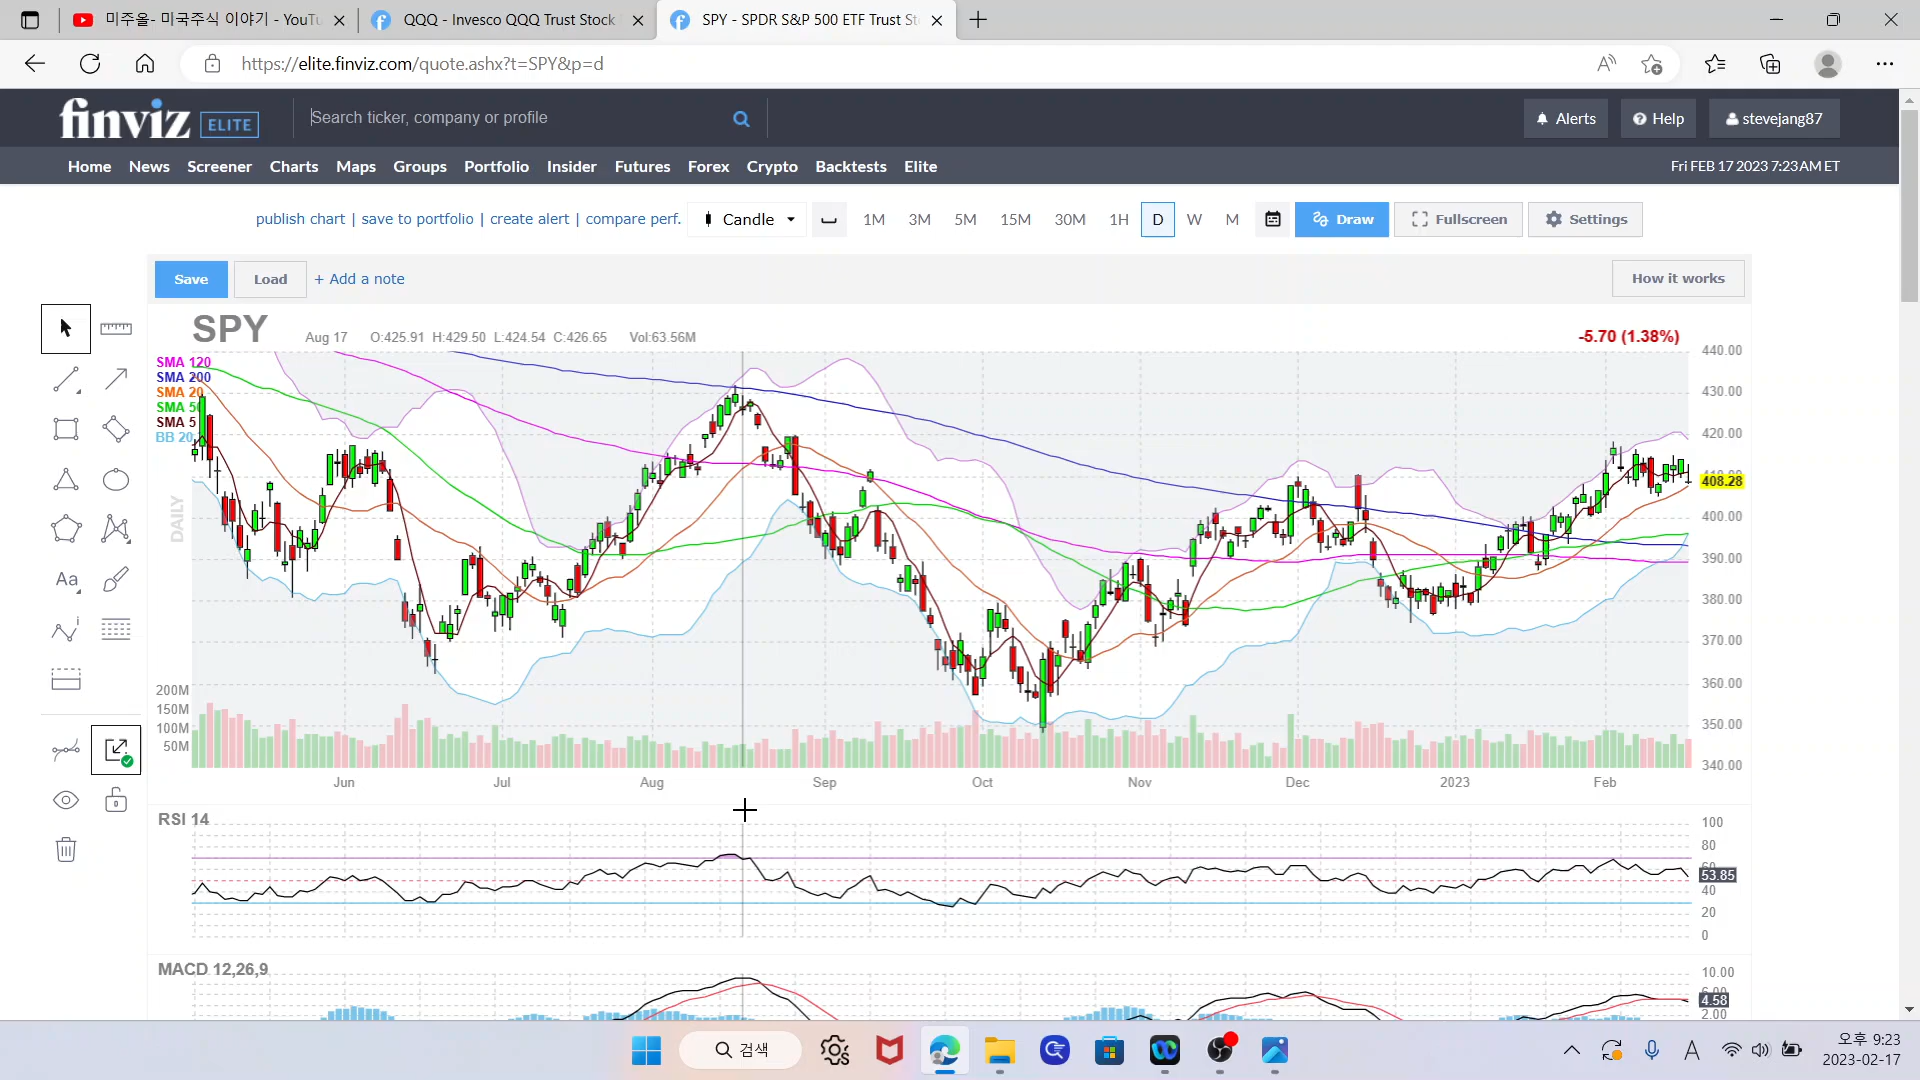 미주올- 미국주식 이야기 - YouTu
QQQ - Invesco QQQ Trust Stock
SPY - SPDR S&P 500 ETF Trust St
https://elite.finviz.com/quote.ashx?t=SPY&p=d
finviz ELITE
Search ticker, company or profile
Alerts
Help
stevejang87
Home News Screener Charts Maps Groups Portfolio Insider Futures Forex Crypto Backtests Elite
Fri FEB 17 2023 7:23 AM ET
publish chart | save to portfolio | create alert | compare perf.
Candle
1M 3M 5M 15M 30M 1H D W M
Draw
Fullscreen
Settings
Save
Load
+ Add a note
How it works
SPY
Aug 17 O:425.91 H:429.50 L:424.54 C:426.65 Vol:63.56M
-5.70 (1.38%)
SMA 120
SMA 200
SMA 20
SMA 50
SMA 5
BB 20
DAILY
440.00
430.00
420.00
410.00
408.28
400.00
390.00
380.00
370.00
360.00
350.00
340.00
200M
150M
100M
50M
Jun Jul Aug Sep Oct Nov Dec 2023 Feb
Aa
RSI 14
100
80
60
53.85
40
20
0
MACD 12,26,9
10.00
6.00
4.58
2.00
검색
A
오후 9:23
2023-02-17